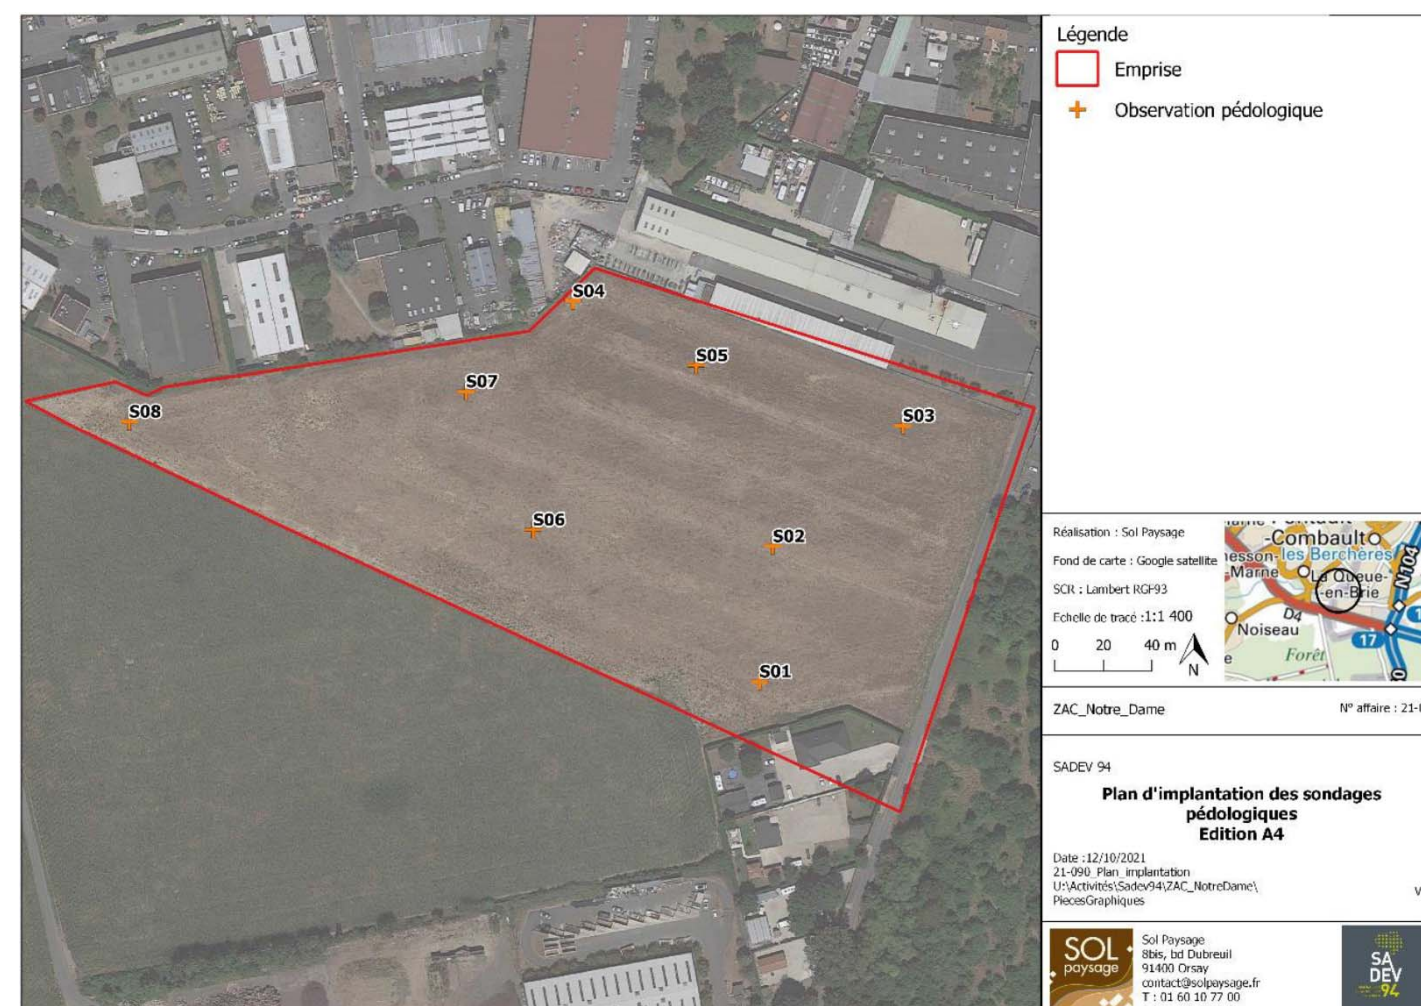 Légende
Emprise
Observation pédologique
S04
S05
S07
S08
S03
S06
S02
S01
Réalisation : Sol Paysage
Fond de carte : Google satellite
SCR : Lambert RGF93
Echelle de tracé :1:1 400
0 20 40 m
N
-Combault
les Berchères
-Marne
La Queue-
-en-Brie
N104
D4
Noiseau
17
Forêt
ZAC_Notre_Dame
N° affaire : 21-
SADEV 94
Plan d'implantation des sondages
pédologiques
Edition A4
Date :12/10/2021
21-090_Plan_implantation
U:\Activités\Sadev94\ZAC_NotreDame\
PiecesGraphiques
V
SOL
paysage
Sol Paysage
8bis, bd Dubreuil
91400 Orsay
contact@solpaysage.fr
T : 01 60 10 77 00
SA
DEV
94